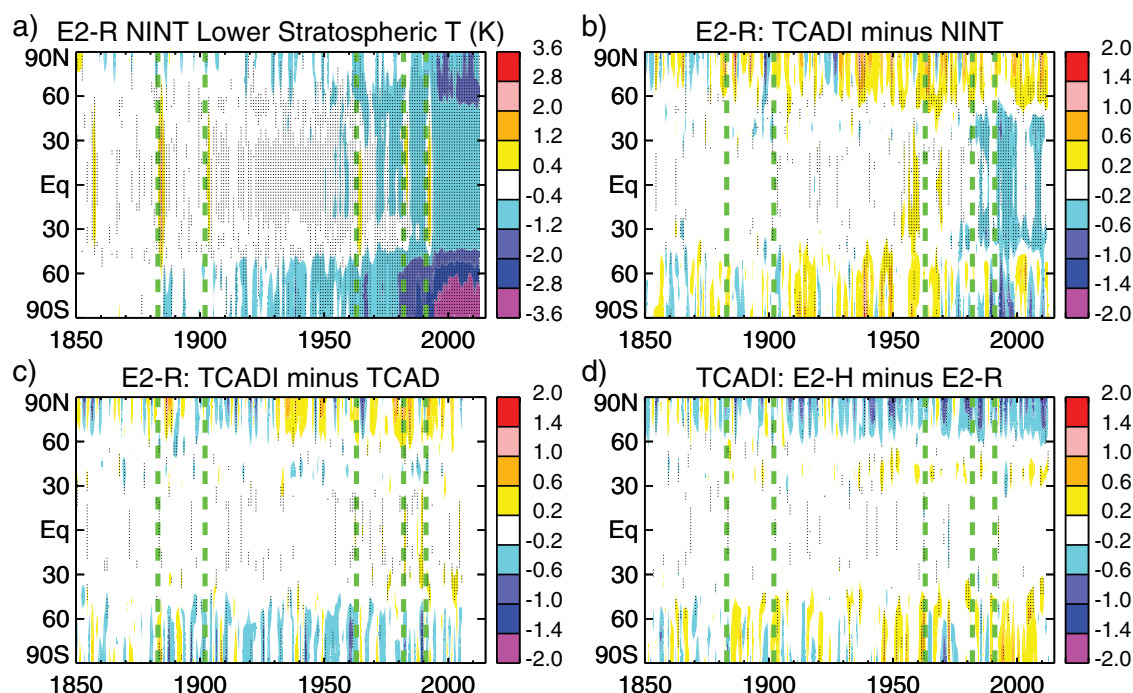 a) E2-R NINT Lower Stratospheric T (K)
90N
60
30
Eq
30
60
90S
1850 1900 1950 2000
3.6
2.8
2.0
1.2
0.4
-0.4
-1.2
-2.0
-2.8
-3.6
b) E2-R: TCADI minus NINT
90N
60
30
Eq
30
60
90S
1850 1900 1950 2000
2.0
1.4
1.0
0.6
0.2
-0.2
-0.6
-1.0
-1.4
-2.0
c) E2-R: TCADI minus TCAD
90N
60
30
Eq
30
60
90S
1850 1900 1950 2000
2.0
1.4
1.0
0.6
0.2
-0.2
-0.6
-1.0
-1.4
-2.0
d) TCADI: E2-H minus E2-R
90N
60
30
Eq
30
60
90S
1850 1900 1950 2000
2.0
1.4
1.0
0.6
0.2
-0.2
-0.6
-1.0
-1.4
-2.0